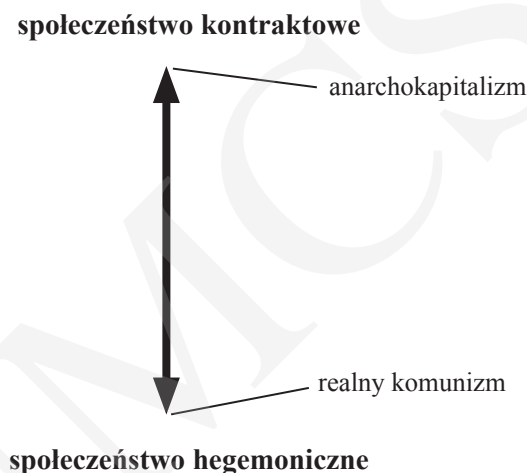 społeczeństwo kontraktowe
anarchokapitalizm
realny komunizm
społeczeństwo hegemoniczne